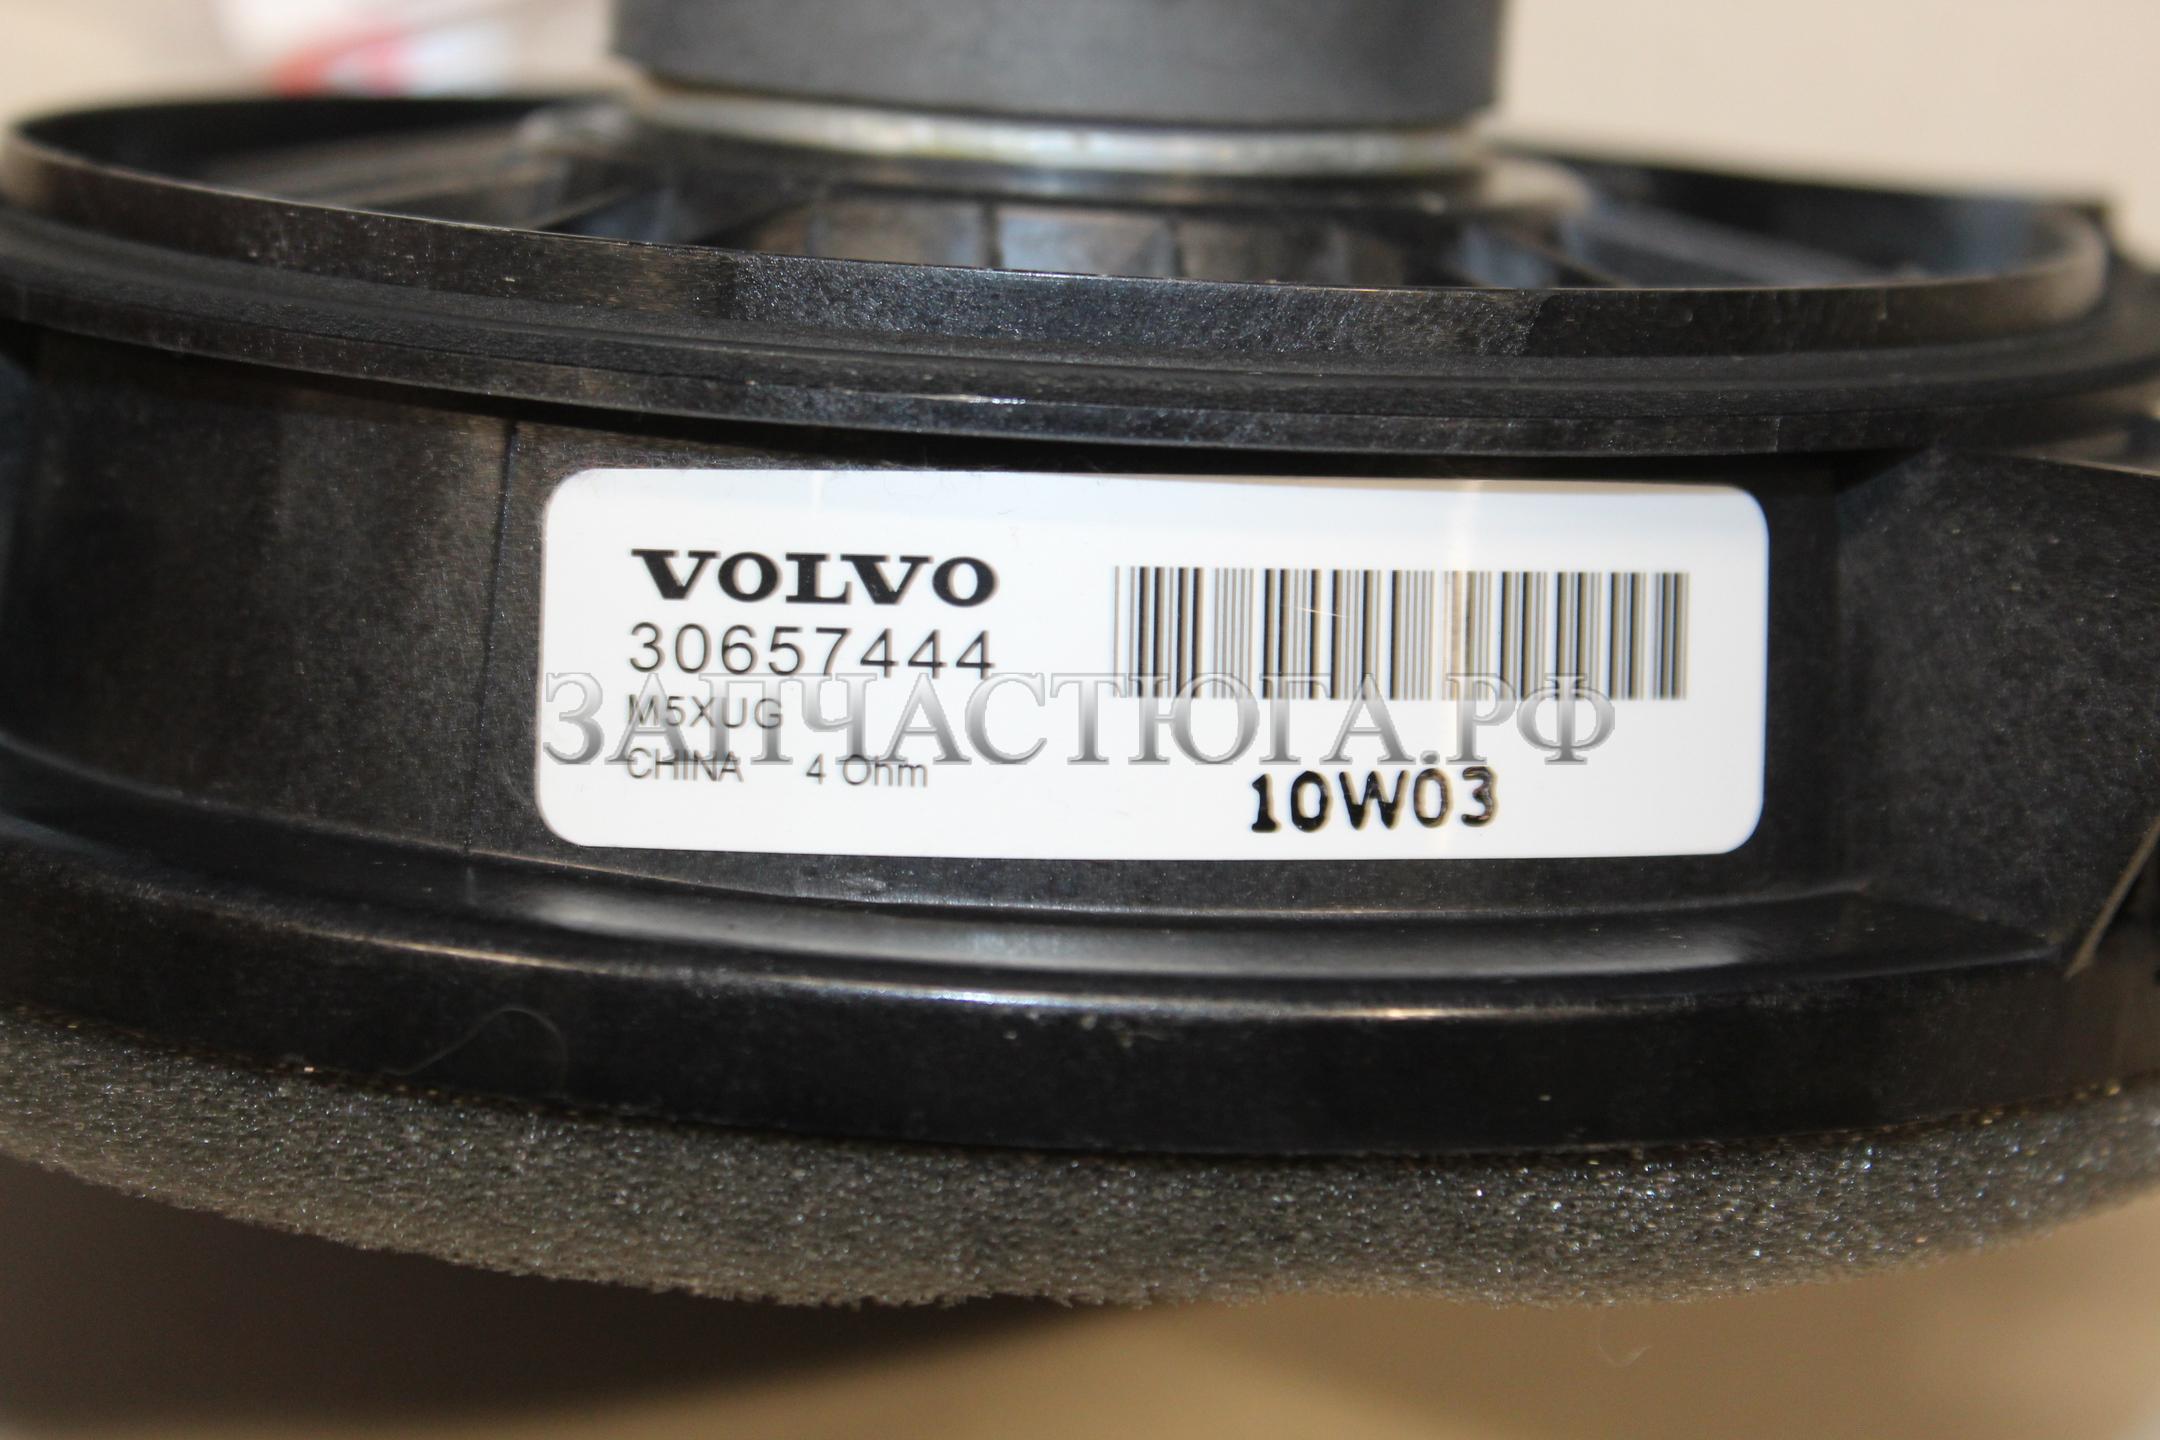 VOLVO
30657444
M5XUG
CHINA 4 Ohm
10W03
ЗАПЧАСТЮГА.РФ